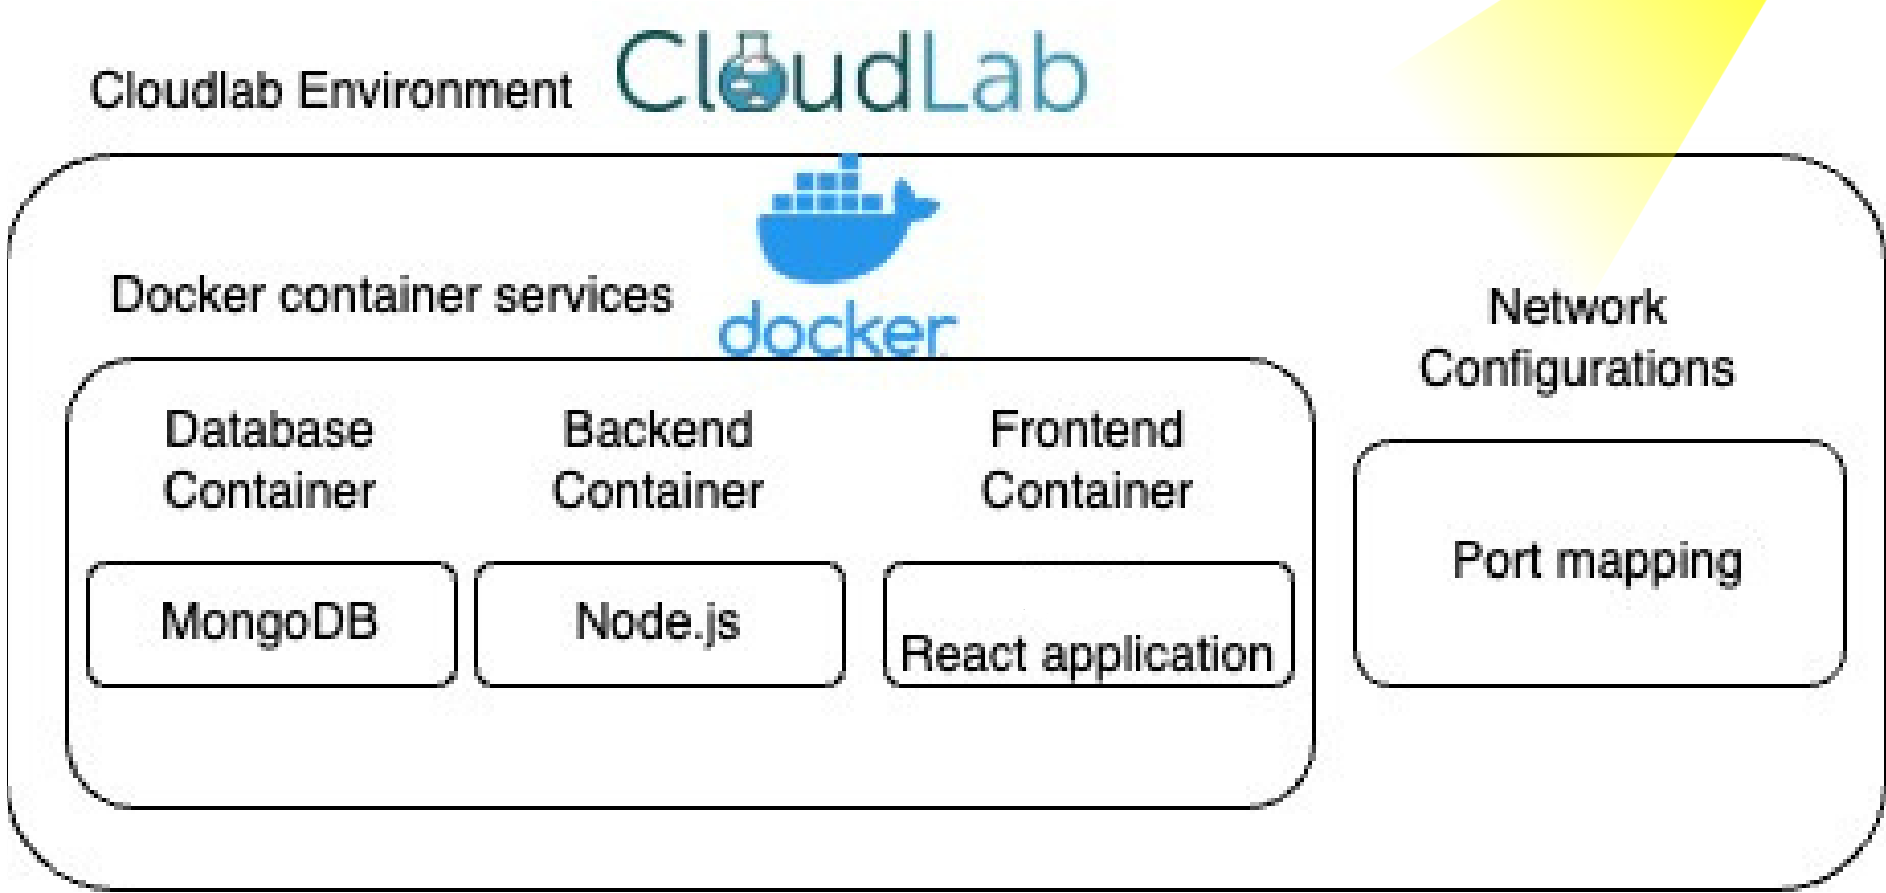 Cloudlab Environment
CloudLab
docker
Docker container services
Network
Configurations
Database
Container
Backend
Container
Frontend
Container
MongoDB
Node.js
React application
Port mapping